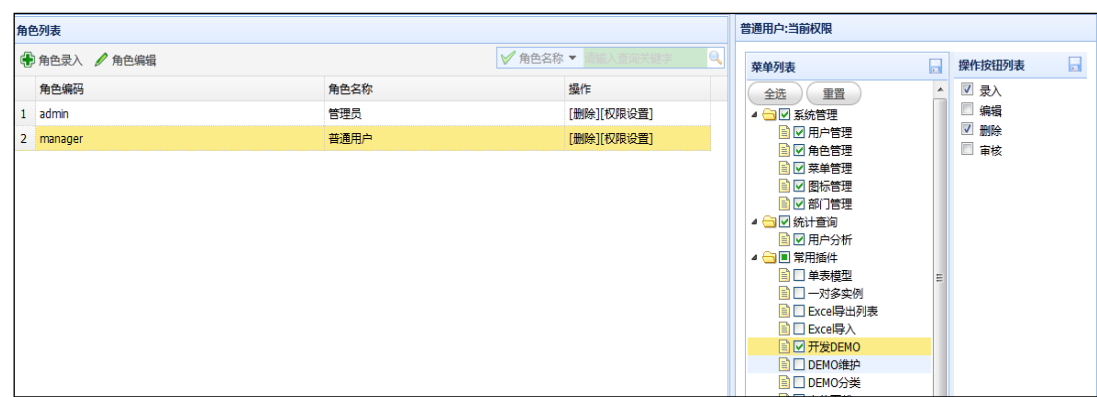 角色列表
角色录入 角色编辑 角色名称 请输入查询关键字
角色编码 角色名称 操作
1 admin 管理员 [删除][权限设置]
2 manager 普通用户 [删除][权限设置]
普通用户:当前权限
菜单列表
全选 重置
系统管理
用户管理
角色管理
菜单管理
图标管理
部门管理
统计查询
用户分析
常用插件
单表模型
一对多实例
Excel导出列表
Excel导入
开发DEMO
DEMO维护
DEMO分类
操作按钮列表
录入
编辑
删除
审核